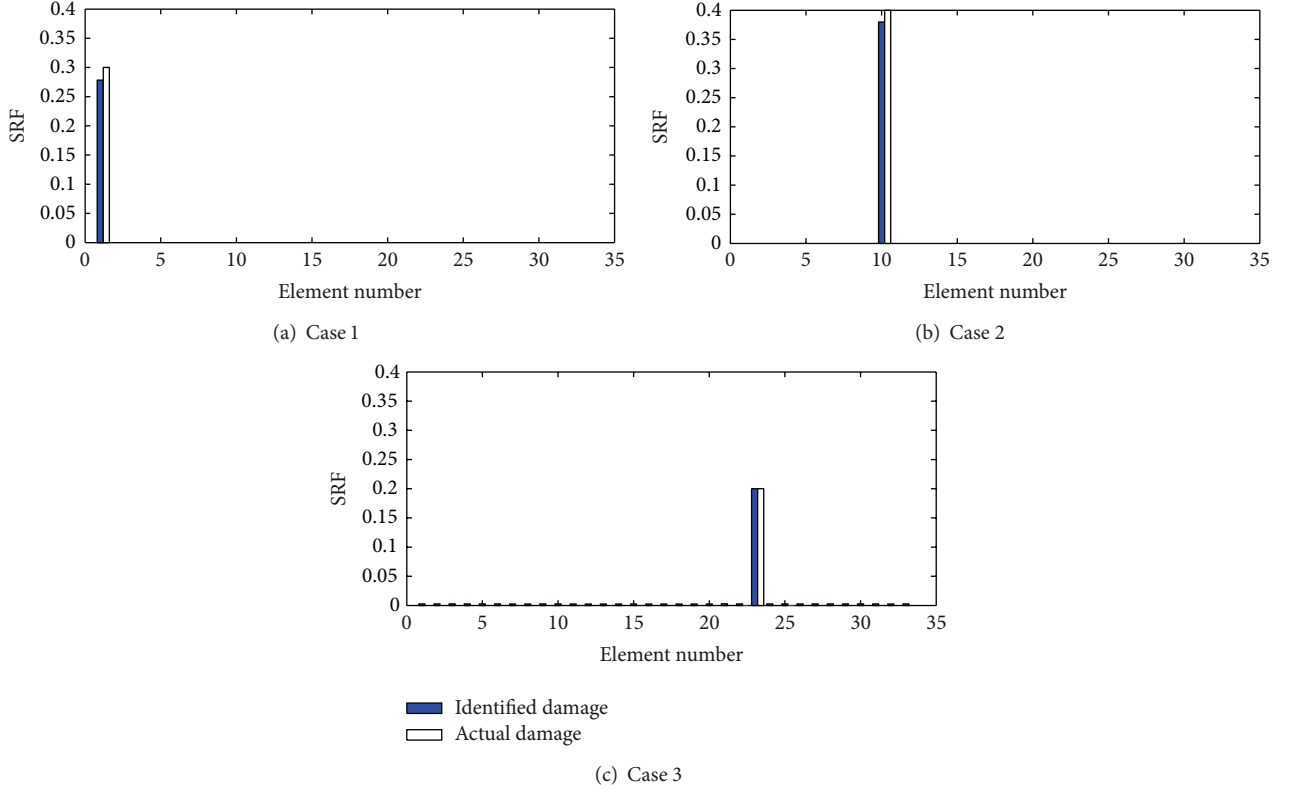 0.4
0.35
0.3
0.25
0.2
0.15
0.1
0.05
0
SRF
0 5 10 15 20 25 30 35
Element number
(a) Case 1
0.4
0.35
0.3
0.25
0.2
0.15
0.1
0.05
0
SRF
0 5 10 15 20 25 30 35
Element number
(b) Case 2
0.4
0.35
0.3
0.25
0.2
0.15
0.1
0.05
0
SRF
0 5 10 15 20 25 30 35
Element number
Identified damage
Actual damage
(c) Case 3